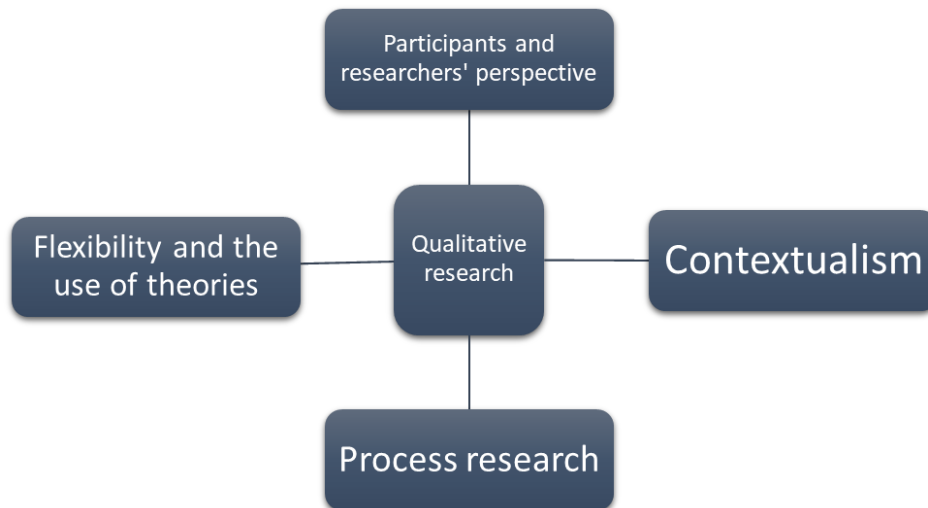 Participants and
researchers' perspective
Flexibility and the
use of theories
Qualitative
research
Contextualism
Process research